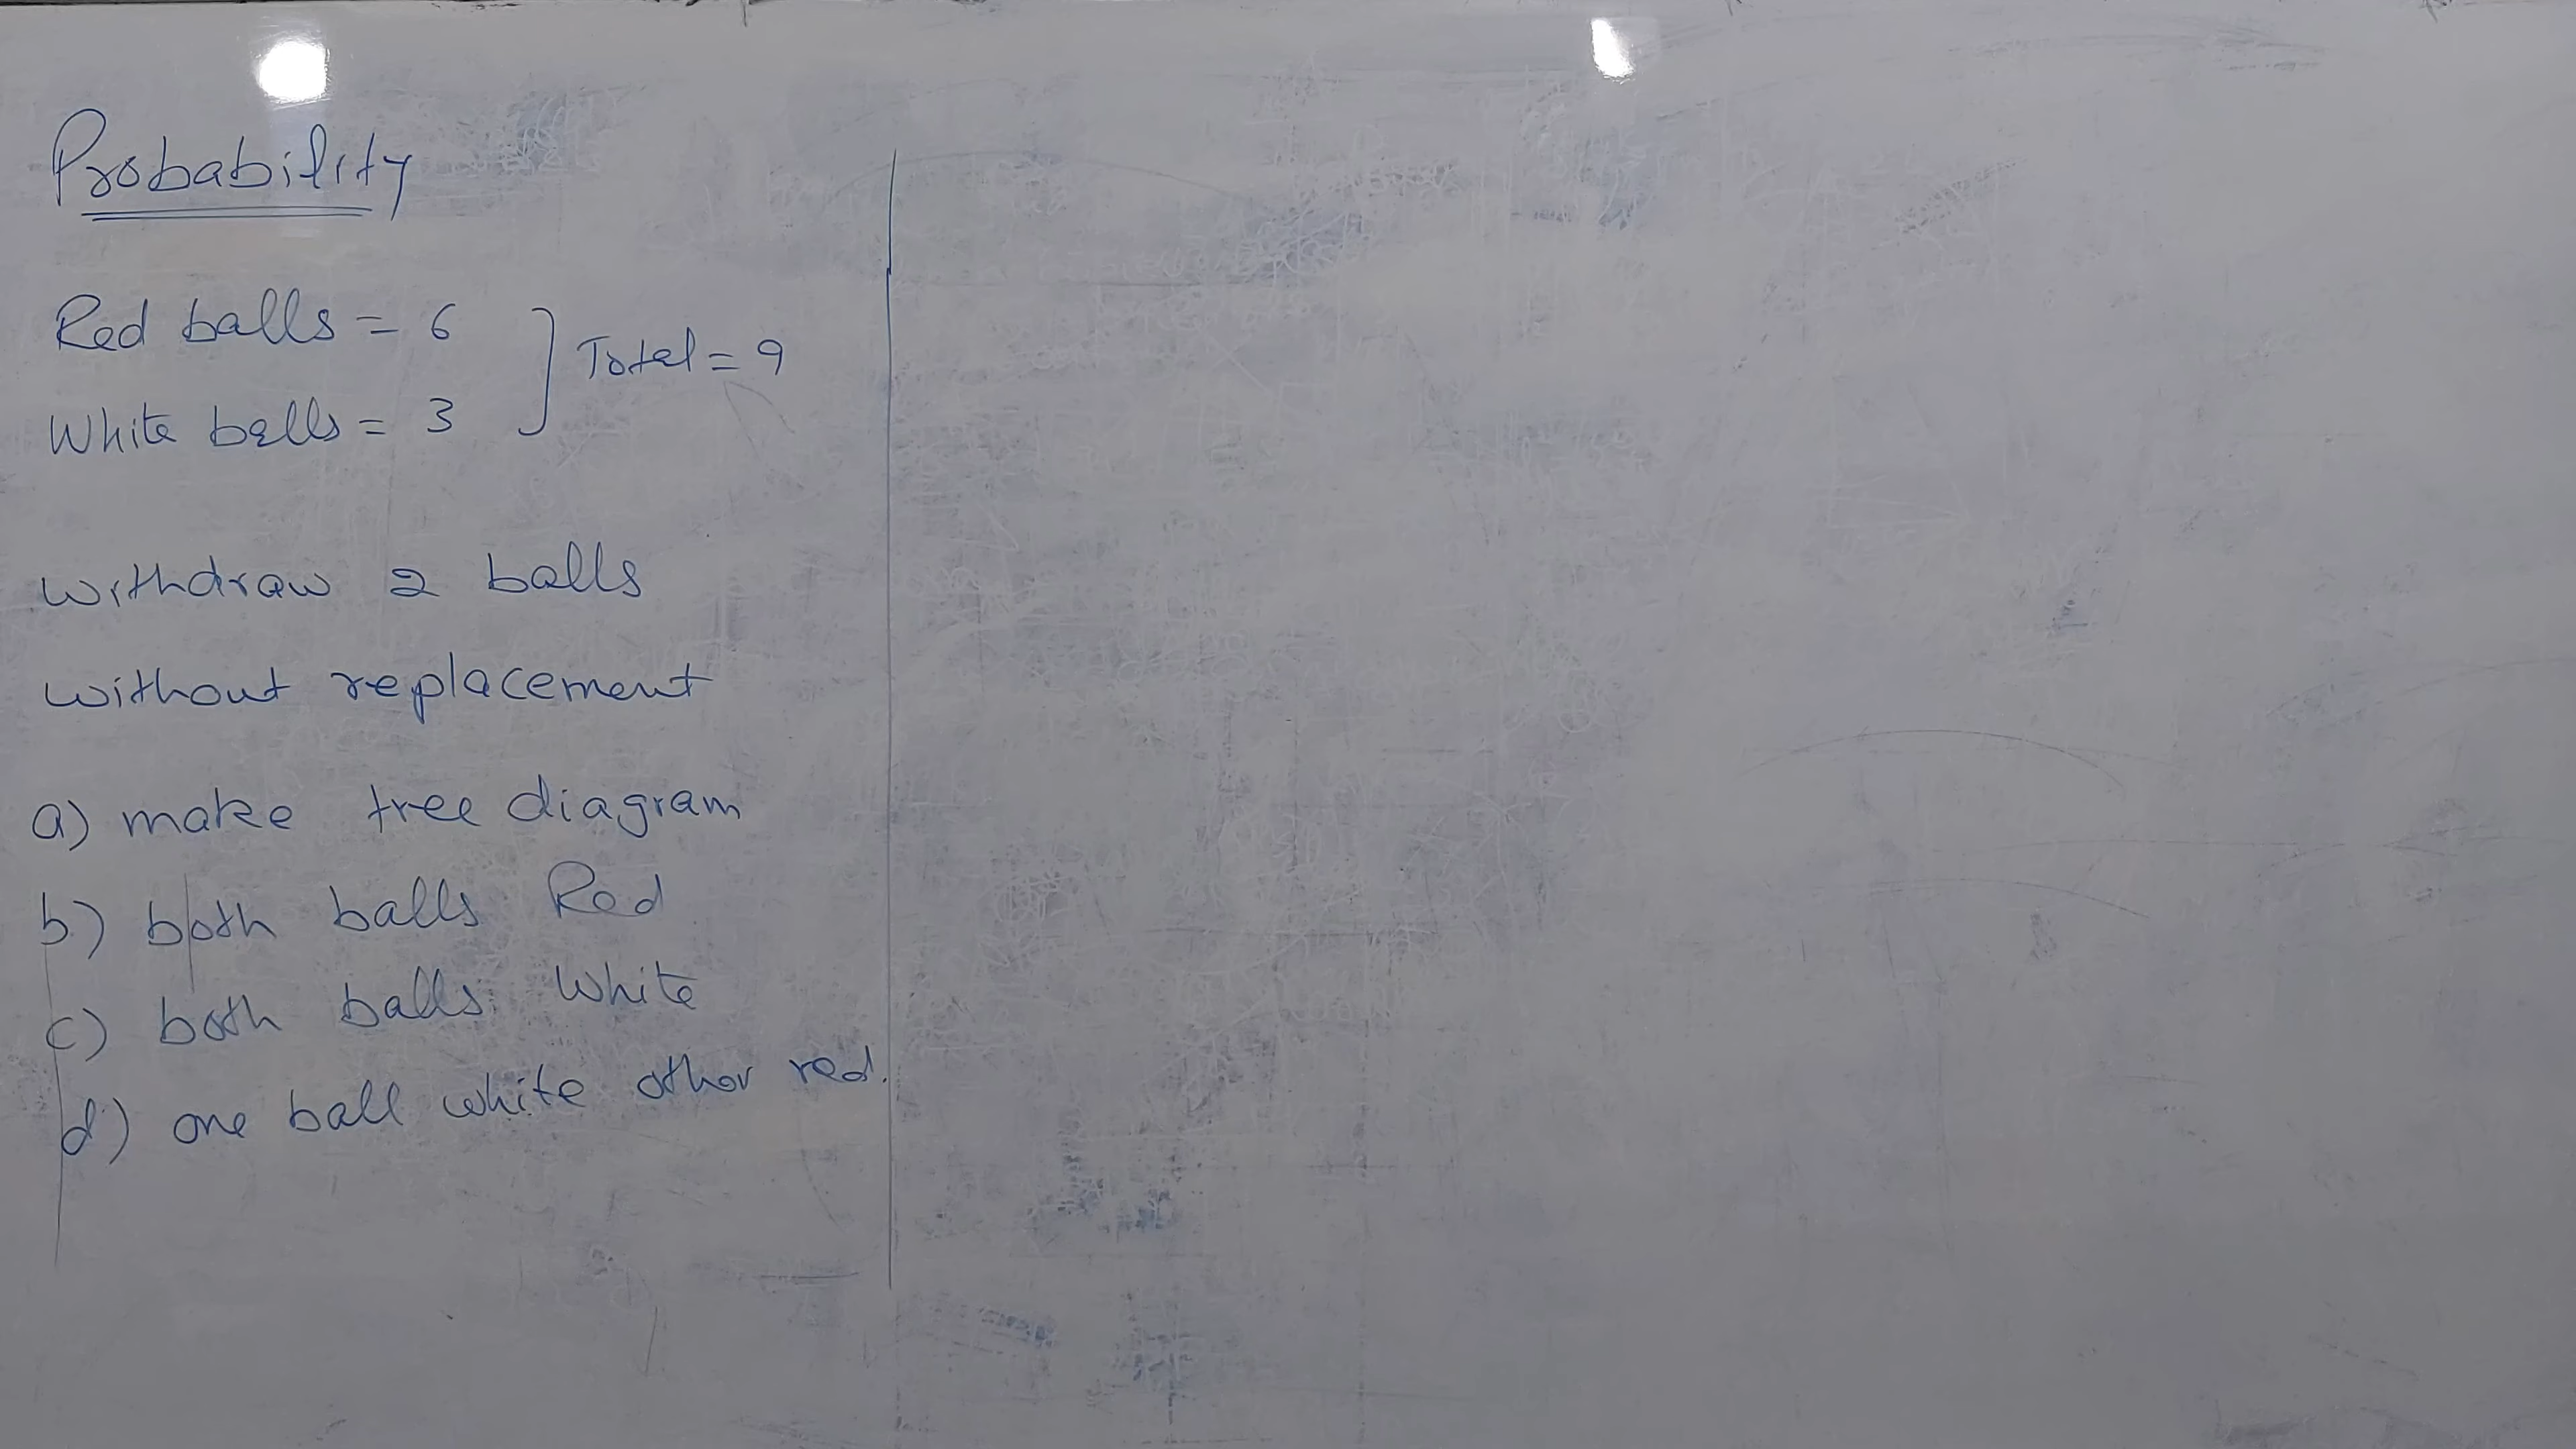 Probability
Red balls = 6
White balls = 3
Total = 9
withdraw 2 balls
without replacement
a) make tree diagram
b) both balls Red
c) both balls White
d) one ball white other red.